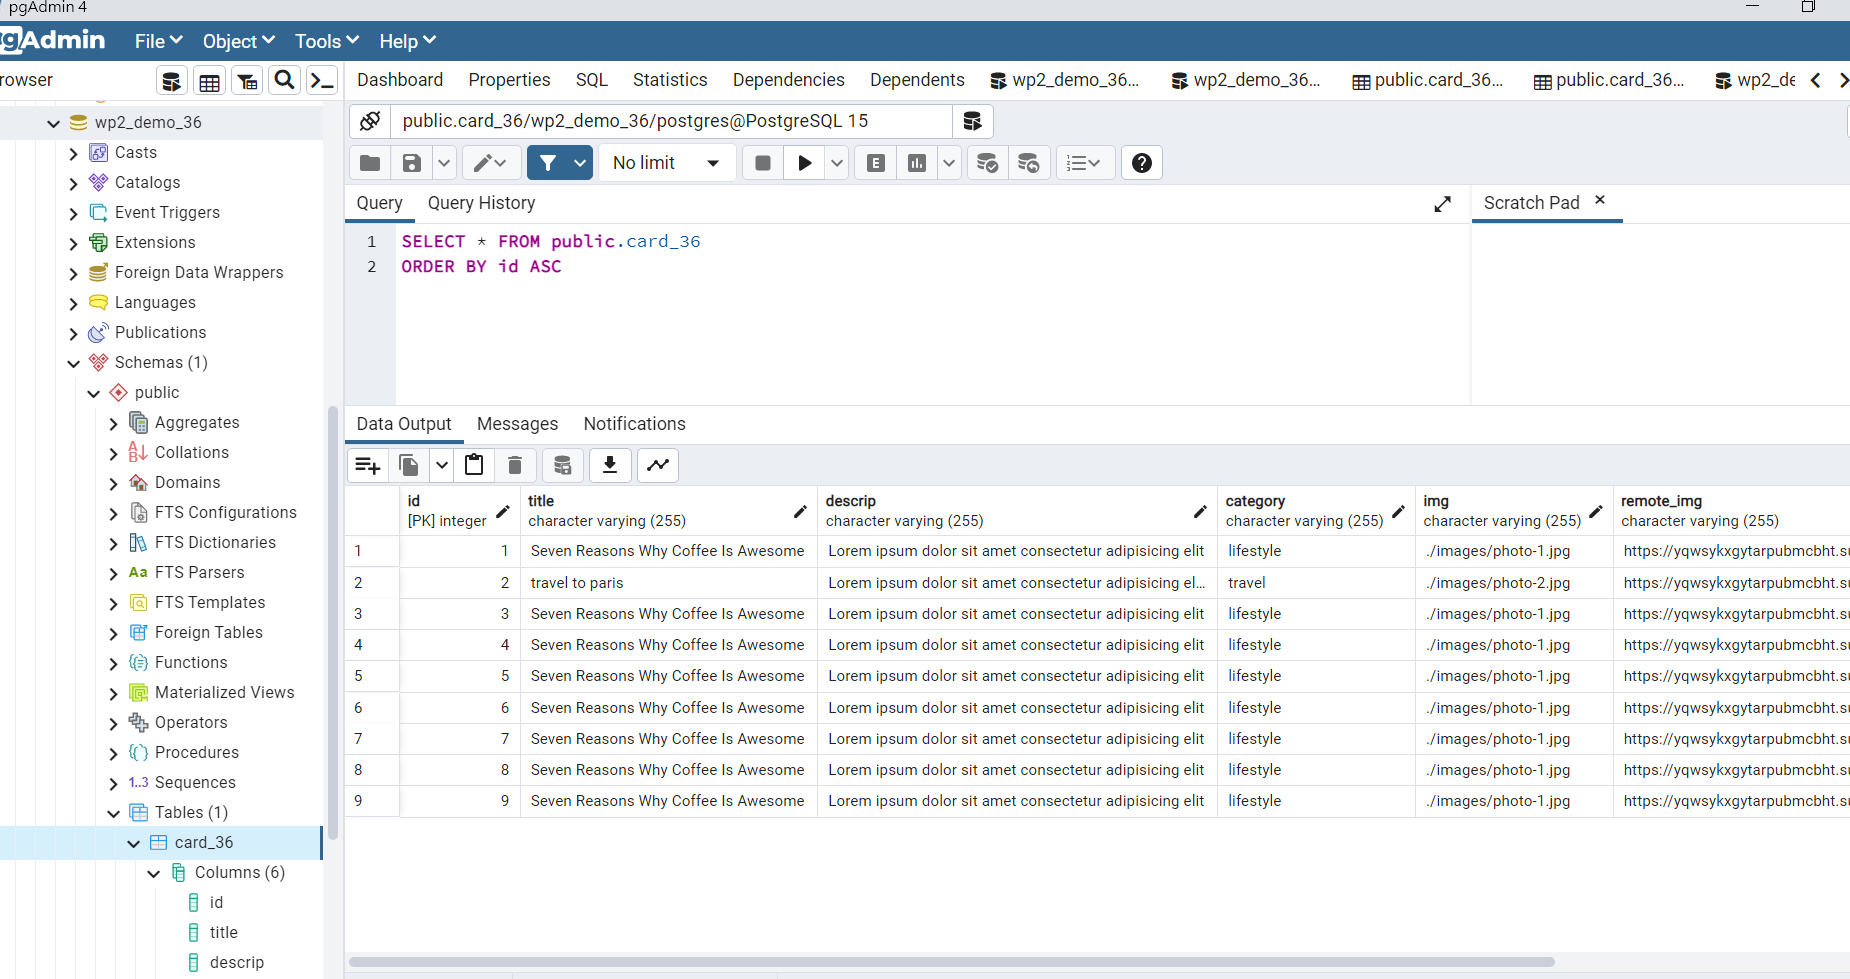 pgAdmin 4
gAdmin File Object Tools Help
rowser
Dashboard Properties SQL Statistics Dependencies Dependents wp2_demo_36... wp2_demo_36... public.card_36... public.card_36... wp2_de
wp2_demo_36
Casts
Catalogs
Event Triggers
Extensions
Foreign Data Wrappers
Languages
Publications
Schemas (1)
public
Aggregates
Collations
Domains
FTS Configurations
FTS Dictionaries
Aa FTS Parsers
FTS Templates
Foreign Tables
Functions
Materialized Views
Operators
Procedures
1..3 Sequences
Tables (1)
card_36
Columns (6)
id
title
descrip
public.card_36/wp2_demo_36/postgres@PostgreSQL 15
No limit E
Query Query History
Scratch Pad
1 SELECT * FROM public.card_36
2 ORDER BY id ASC
Data Output Messages Notifications
id title descrip category img remote_img
[PK] integer character varying (255) character varying (255) character varying (255) character varying (255) character varying (255)
1 1 Seven Reasons Why Coffee Is Awesome Lorem ipsum dolor sit amet consectetur adipisicing elit lifestyle ./images/photo-1.jpg https://yqwsykxgytarpubmcbht.su
2 2 travel to paris Lorem ipsum dolor sit amet consectetur adipisicing el... travel ./images/photo-2.jpg https://yqwsykxgytarpubmcbht.su
3 3 Seven Reasons Why Coffee Is Awesome Lorem ipsum dolor sit amet consectetur adipisicing elit lifestyle ./images/photo-1.jpg https://yqwsykxgytarpubmcbht.su
4 4 Seven Reasons Why Coffee Is Awesome Lorem ipsum dolor sit amet consectetur adipisicing elit lifestyle ./images/photo-1.jpg https://yqwsykxgytarpubmcbht.su
5 5 Seven Reasons Why Coffee Is Awesome Lorem ipsum dolor sit amet consectetur adipisicing elit lifestyle ./images/photo-1.jpg https://yqwsykxgytarpubmcbht.su
6 6 Seven Reasons Why Coffee Is Awesome Lorem ipsum dolor sit amet consectetur adipisicing elit lifestyle ./images/photo-1.jpg https://yqwsykxgytarpubmcbht.su
7 7 Seven Reasons Why Coffee Is Awesome Lorem ipsum dolor sit amet consectetur adipisicing elit lifestyle ./images/photo-1.jpg https://yqwsykxgytarpubmcbht.su
8 8 Seven Reasons Why Coffee Is Awesome Lorem ipsum dolor sit amet consectetur adipisicing elit lifestyle ./images/photo-1.jpg https://yqwsykxgytarpubmcbht.su
9 9 Seven Reasons Why Coffee Is Awesome Lorem ipsum dolor sit amet consectetur adipisicing elit lifestyle ./images/photo-1.jpg https://yqwsykxgytarpubmcbht.su